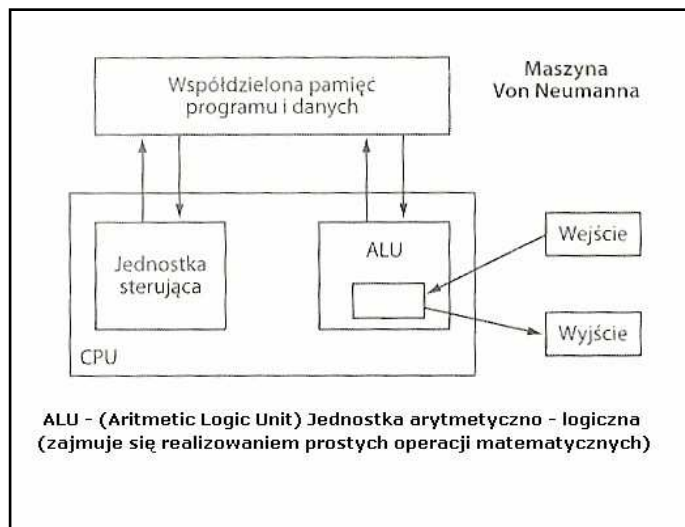 Współdzielona pamięć
programu i danych
Maszyna
Von Neumanna
Jednostka
sterująca
ALU
CPU
Wejście
Wyjście
ALU - (Aritmetic Logic Unit) Jednostka arytmetyczno - logiczna
(zajmuje się realizowaniem prostych operacji matematycznych)